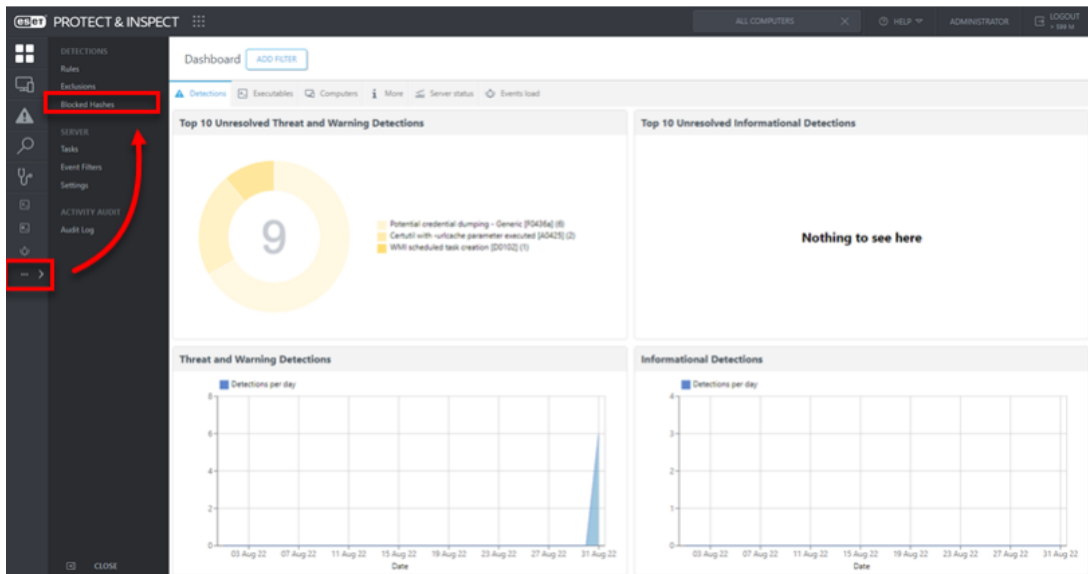 eset PROTECT & INSPECT
ALL COMPUTERS
HELP
ADMINISTRATOR
LOGOUT
> 589 M
DETECTIONS
Rules
Exclusions
Blocked Hashes
SERVER
Tasks
Event Filters
Settings
ACTIVITY AUDIT
Audit Log
CLOSE
Dashboard ADD FILTER
Detections Executables Computers More Server status Events load
Top 10 Unresolved Threat and Warning Detections
9
Potential credential dumping - Generic [F0436a] (6)
Certutil with -urlcache parameter executed [A0425] (2)
WMI scheduled task creation [D0102] (1)
Top 10 Unresolved Informational Detections
Nothing to see here
Threat and Warning Detections
Detections per day
8
6
4
2
0
03 Aug 22 07 Aug 22 11 Aug 22 15 Aug 22 19 Aug 22 23 Aug 22 27 Aug 22 31 Aug 22
Date
Informational Detections
Detections per day
4
3
2
1
0
03 Aug 22 07 Aug 22 11 Aug 22 15 Aug 22 19 Aug 22 23 Aug 22 27 Aug 22 31 Aug 22
Date